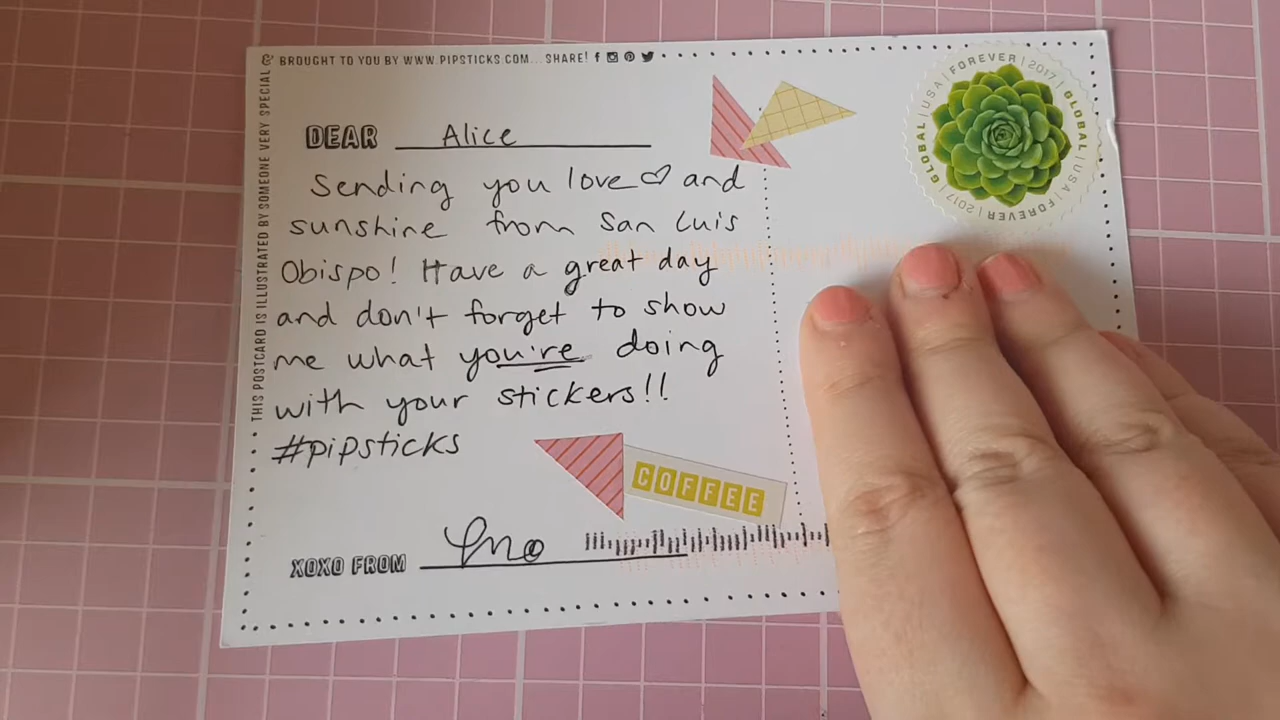 & BROUGHT TO YOU BY WWW.PIPSTICKS.COM... SHARE!
THIS POSTCARD IS ILLUSTRATED BY SOMEONE VERY SPECIAL
DEAR Alice
Sending you love♡ and
sunshine from San Luis
Obispo! Have a great day
and don't forget to show
me what you're doing
with your stickers!!
#pipsticks
COFFEE
XOXO FROM
GLOBAL | USA | FOREVER | 2017 | GLOBAL | USA | FOREVER | 2017